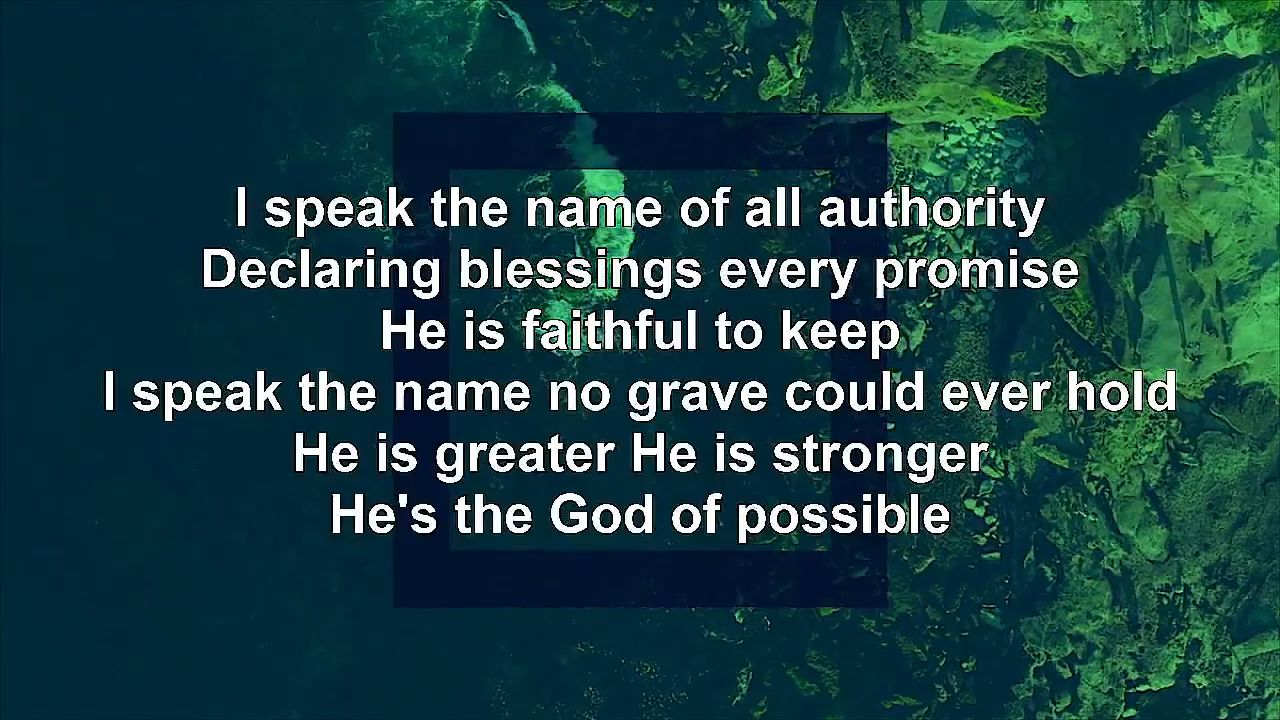 I speak the name of all authority
Declaring blessings every promise
He is faithful to keep
I speak the name no grave could ever hold
He is greater He is stronger
He's the God of possible